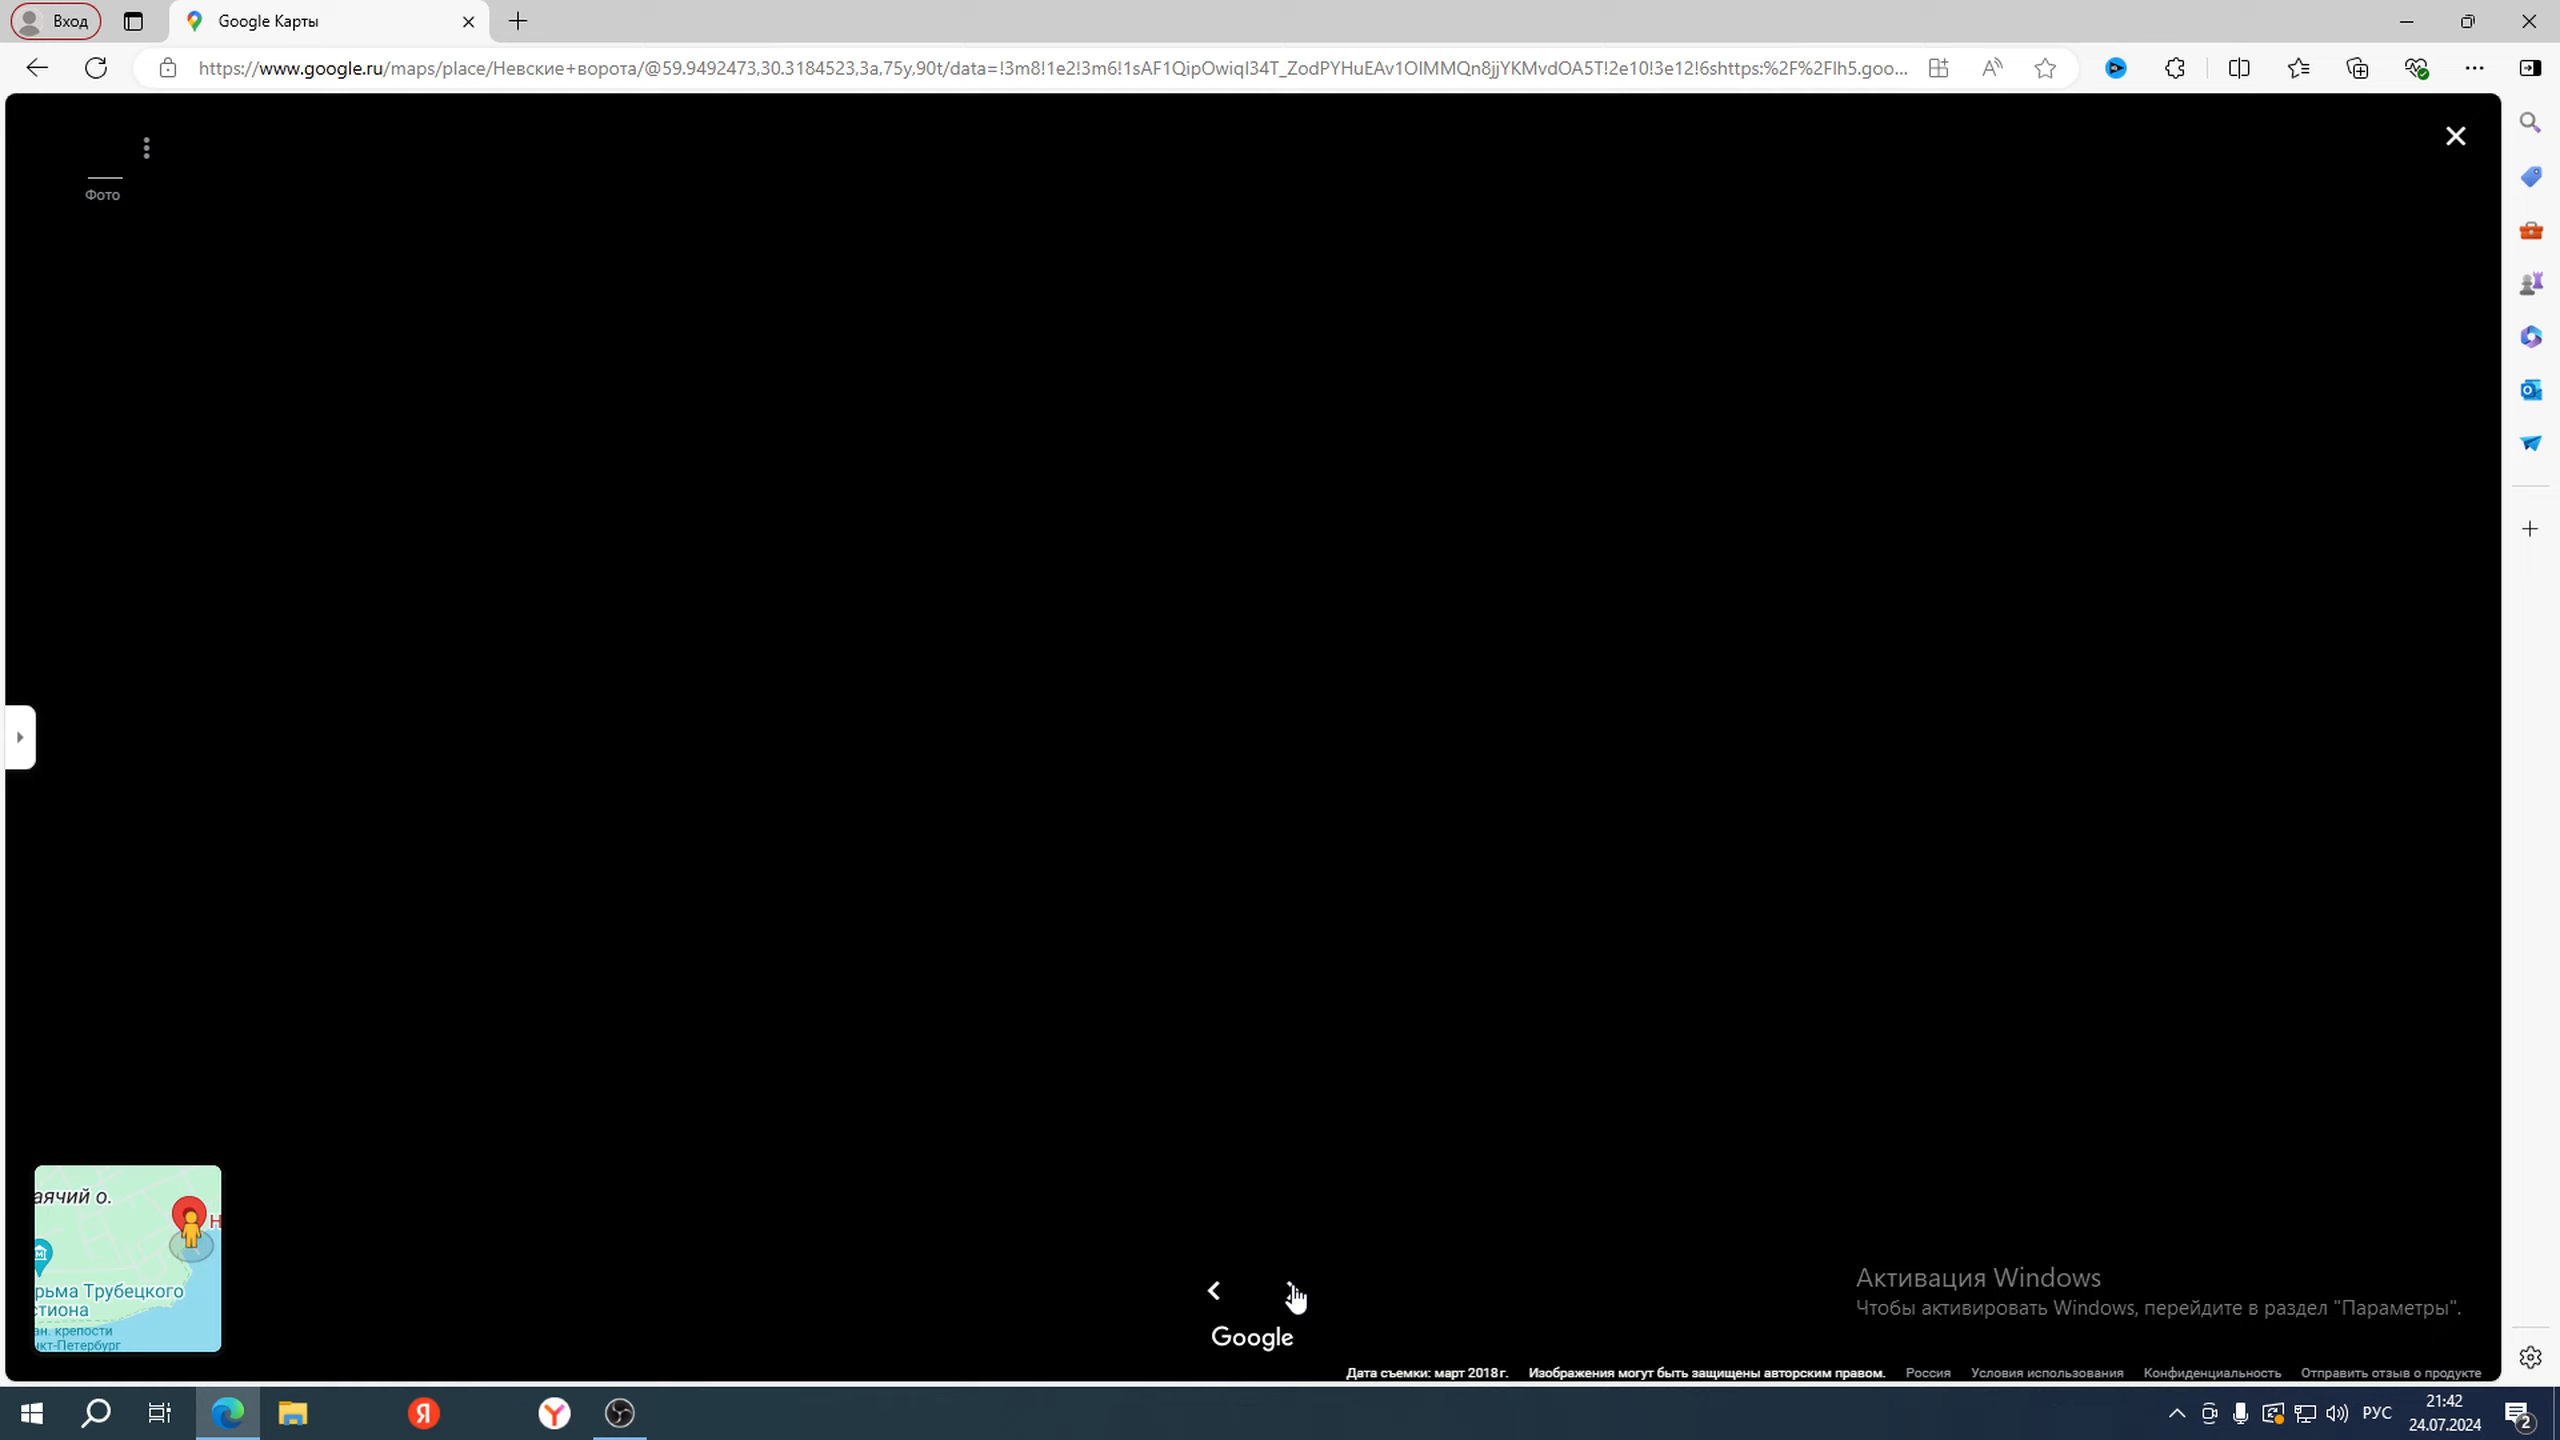 Вход
Google Карты
https://www.google.ru/maps/place/Невские+ворота/@59.9492473,30.3184523,3a,75y,90t/data=!3m8!1e2!3m6!1sAF1QipOwiqI34T_ZodPYHuEAv1OIMMQn8jjYKMvdOA5T!2e10!3e12!6shttps:%2F%2Flh5.goo...
Фото
аячий о.
Н
рьма Трубецкого
стиона
ан. крепости
нкт-Петербург
Google
Активация Windows
Чтобы активировать Windows, перейдите в раздел "Параметры".
Дата съемки: март 2018 г. Изображения могут быть защищены авторским правом. Россия Условия использования Конфиденциальность Отправить отзыв о продукте
Я
Y
РУС
21:42
24.07.2024
2